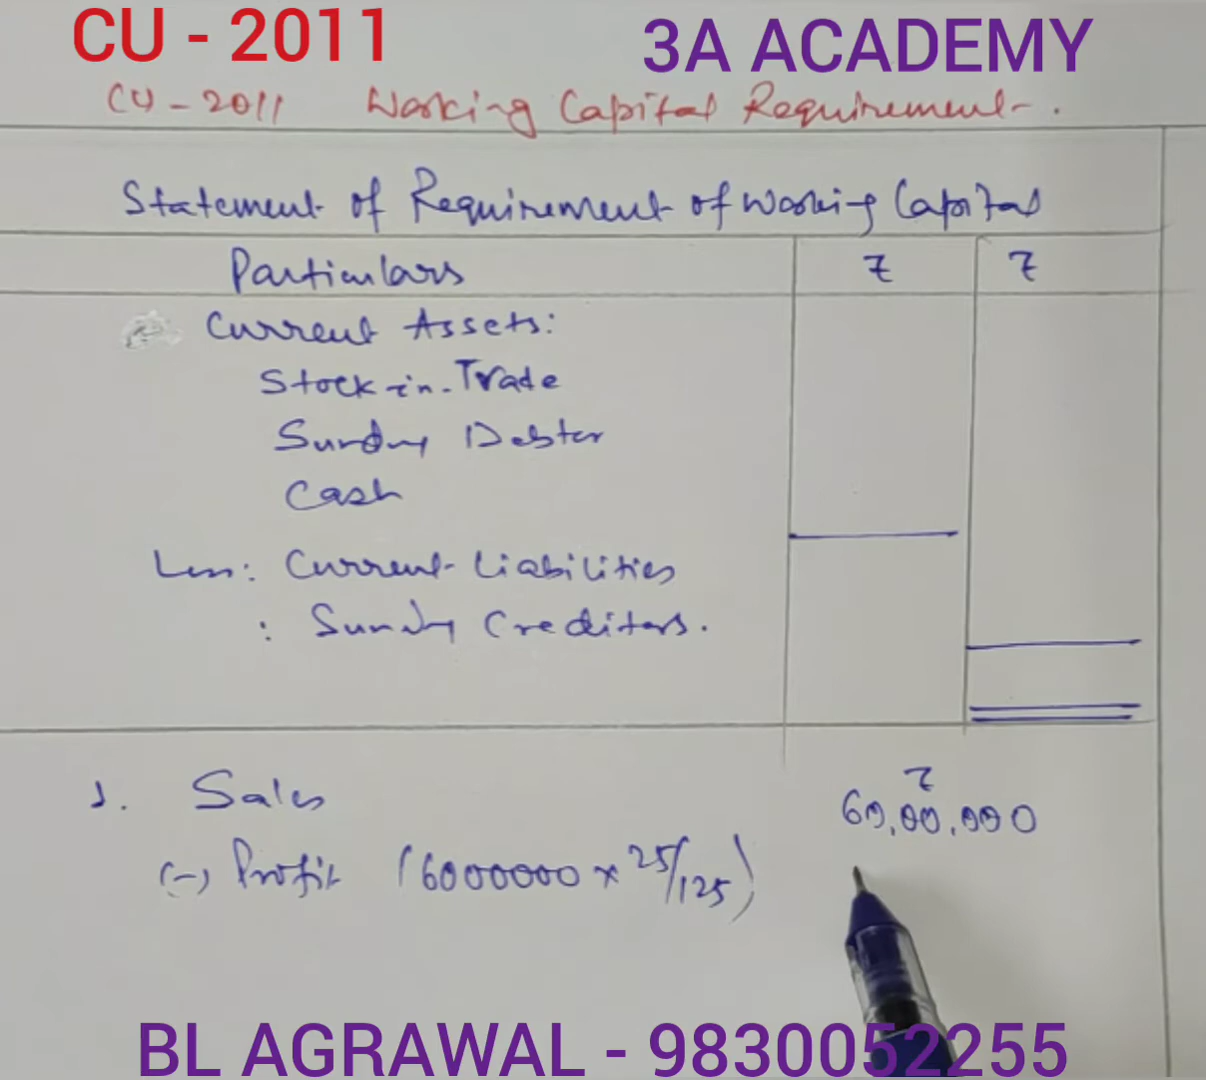 CU - 2011 3A ACADEMY
CU - 2011 Working Capital Requirement.
Statement of Requirement of Working Capital
Particulars ₹ ₹
Current Assets:
Stock-in-Trade
Sundry Debtor
Cash
Less: Current Liabilities
: Sundry Creditors.
₹
1. Sales 60,00,000
(-) Profit (6000000 × 25/125)
BL AGRAWAL - 9830052255